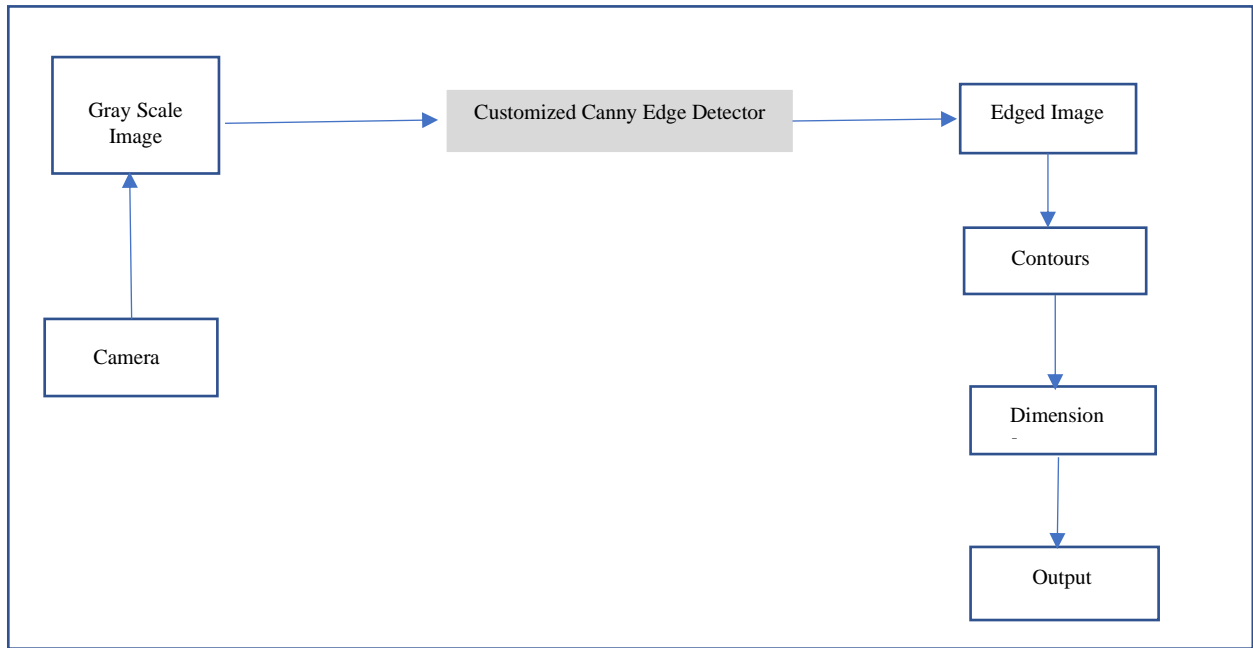 Gray Scale
Image
Customized Canny Edge Detector
Edged Image
Contours
Camera
Dimension
Output